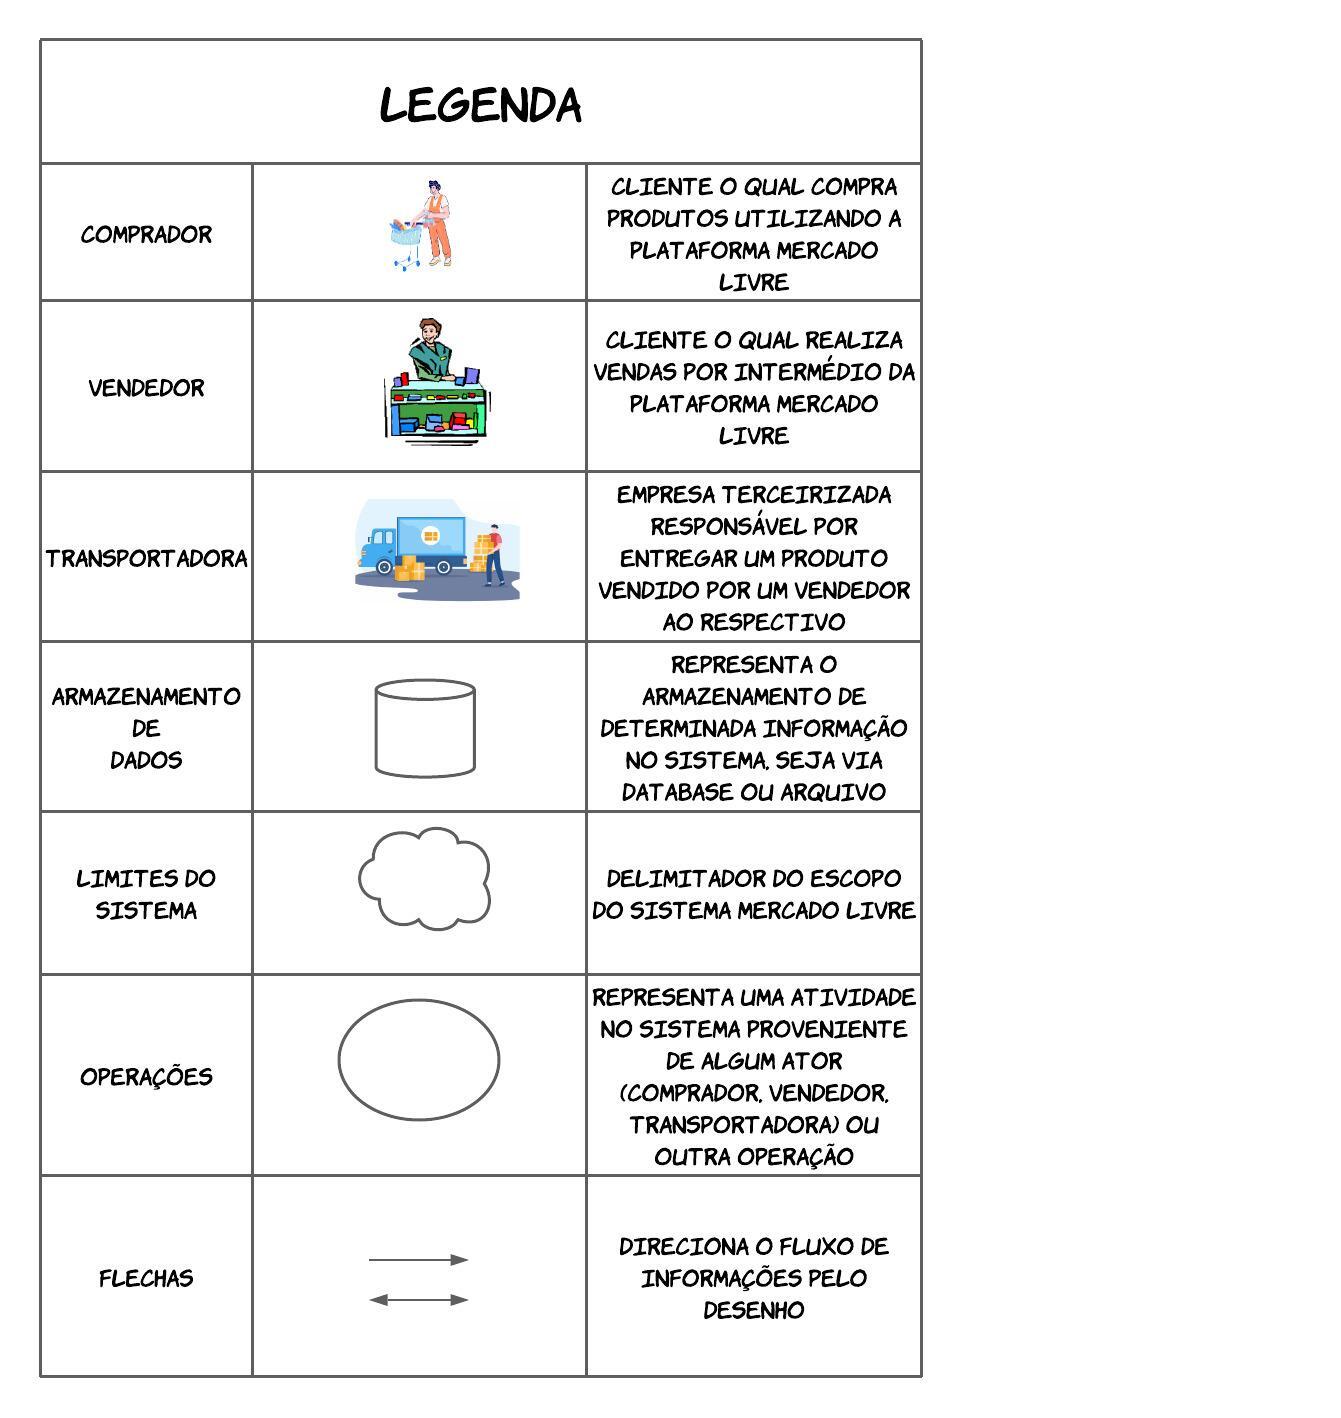 LEGENDA
COMPRADOR
CLIENTE O QUAL COMPRA
PRODUTOS UTILIZANDO A
PLATAFORMA MERCADO
LIVRE
VENDEDOR
CLIENTE O QUAL REALIZA
VENDAS POR INTERMÉDIO DA
PLATAFORMA MERCADO
LIVRE
TRANSPORTADORA
EMPRESA TERCEIRIZADA
RESPONSÁVEL POR
ENTREGAR UM PRODUTO
VENDIDO POR UM VENDEDOR
AO RESPECTIVO
ARMAZENAMENTO
DE
DADOS
REPRESENTA O
ARMAZENAMENTO DE
DETERMINADA INFORMAÇÃO
NO SISTEMA, SEJA VIA
DATABASE OU ARQUIVO
LIMITES DO
SISTEMA
DELIMITADOR DO ESCOPO
DO SISTEMA MERCADO LIVRE
OPERAÇÕES
REPRESENTA UMA ATIVIDADE
NO SISTEMA PROVENIENTE
DE ALGUM ATOR
(COMPRADOR, VENDEDOR,
TRANSPORTADORA) OU
OUTRA OPERAÇÃO
FLECHAS
DIRECIONA O FLUXO DE
INFORMAÇÕES PELO
DESENHO